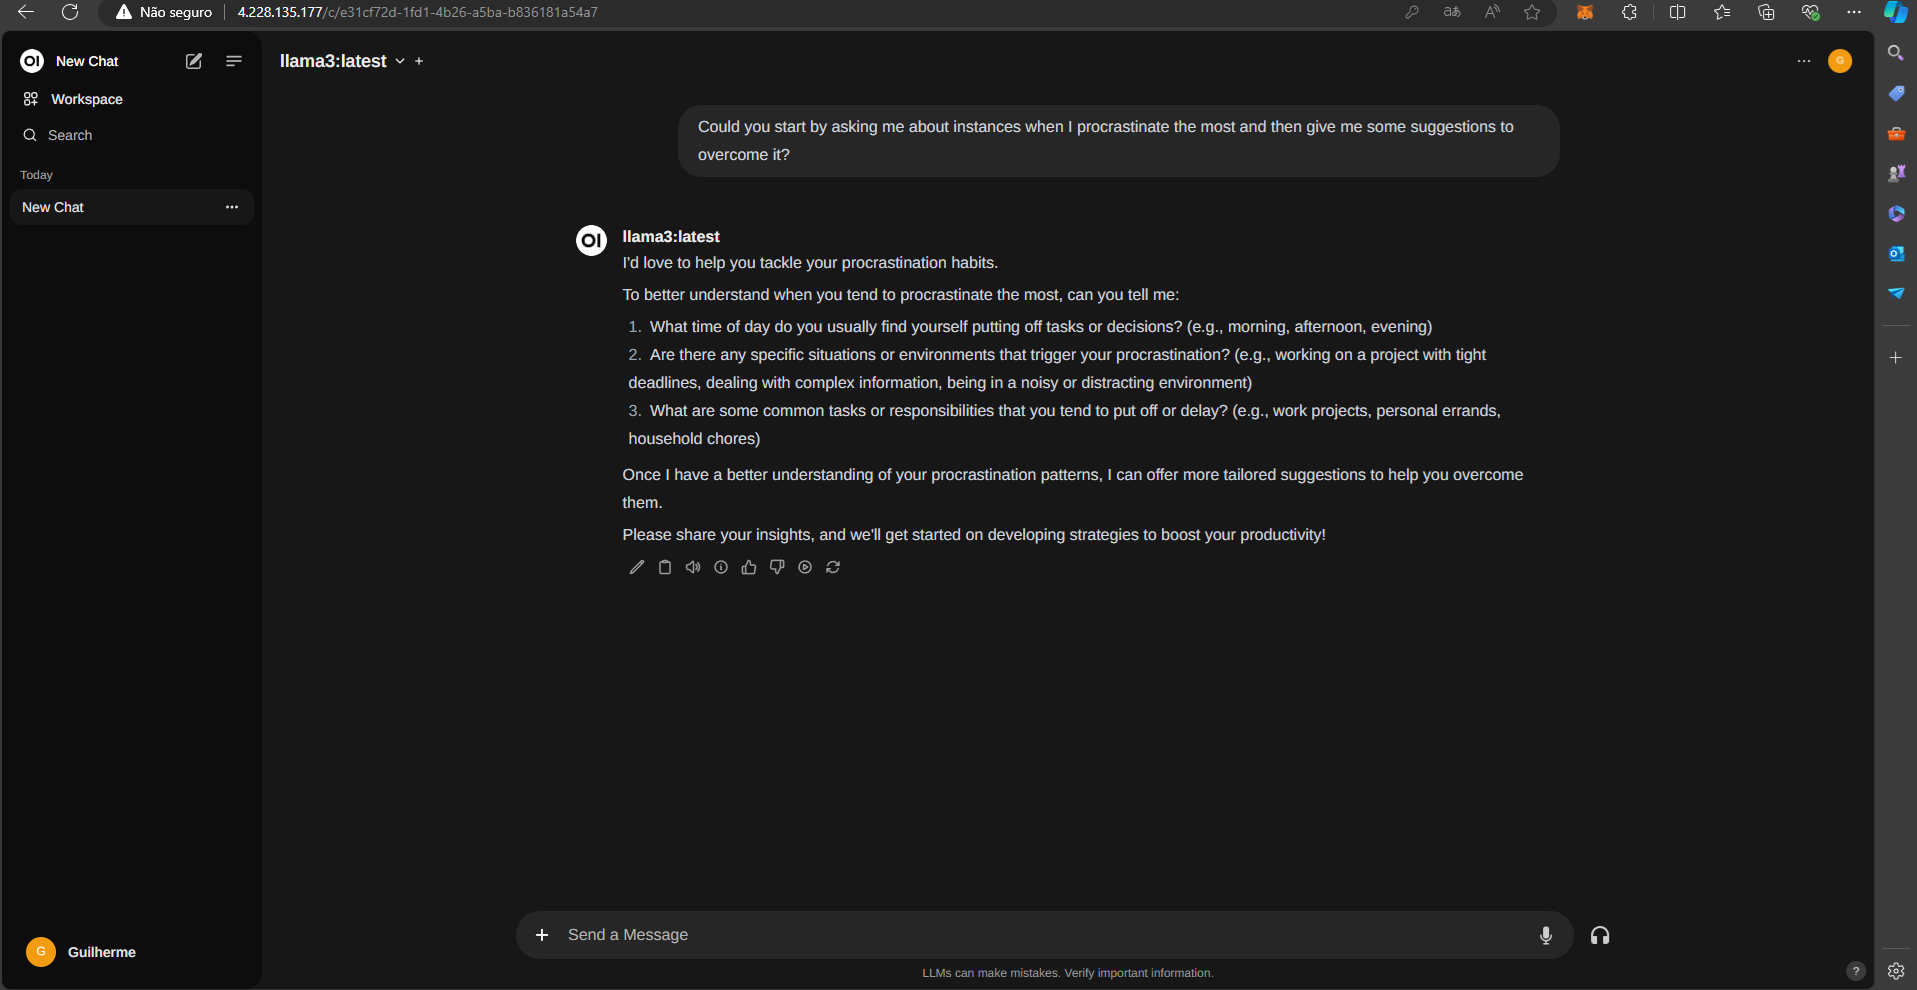 Não seguro
4.228.135.177/c/e31cf72d-1fd1-4b26-a5ba-b836181a54a7
aあ
A
OI New Chat
Workspace
Search
Today
New Chat
llama3:latest
G
Could you start by asking me about instances when I procrastinate the most and then give me some suggestions to
overcome it?
OI llama3:latest
I'd love to help you tackle your procrastination habits.
To better understand when you tend to procrastinate the most, can you tell me:
1. What time of day do you usually find yourself putting off tasks or decisions? (e.g., morning, afternoon, evening)
2. Are there any specific situations or environments that trigger your procrastination? (e.g., working on a project with tight
deadlines, dealing with complex information, being in a noisy or distracting environment)
3. What are some common tasks or responsibilities that you tend to put off or delay? (e.g., work projects, personal errands,
household chores)
Once I have a better understanding of your procrastination patterns, I can offer more tailored suggestions to help you overcome
them.
Please share your insights, and we'll get started on developing strategies to boost your productivity!
G Guilherme
Send a Message
LLMs can make mistakes. Verify important information.
?